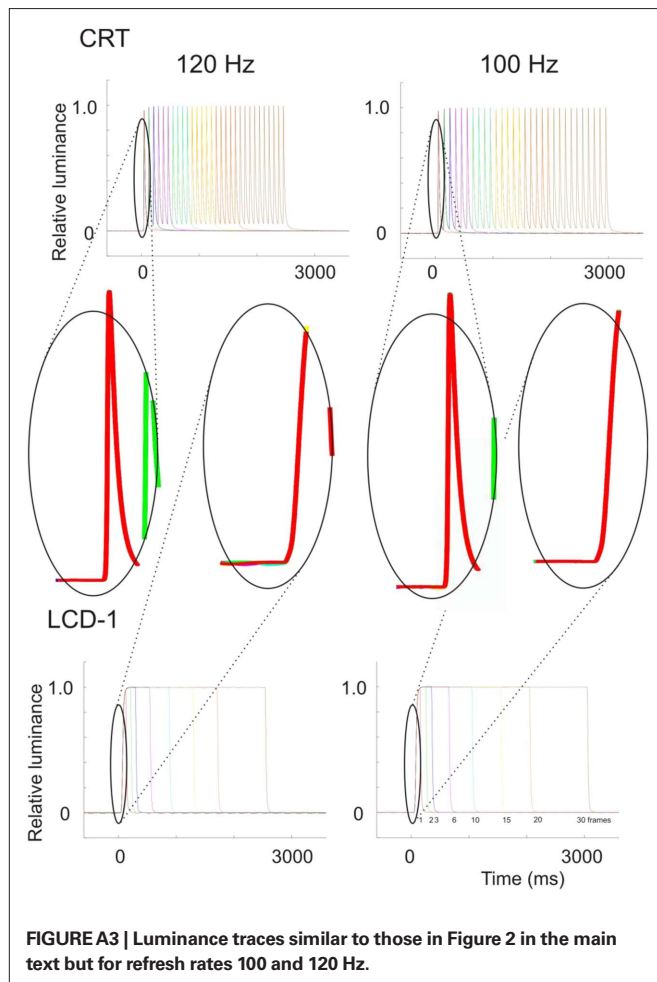 CRT
120 Hz
100 Hz
Relative luminance
1.0
0
0
3000
1.0
0
0
3000
LCD-1
Relative luminance
1.0
0
0
3000
1.0
0
1 2 3 6 10 15 20 30 frames
0
3000
Time (ms)
FIGURE A3 | Luminance traces similar to those in Figure 2 in the main
text but for refresh rates 100 and 120 Hz.